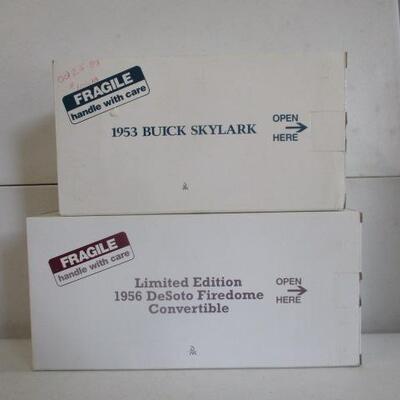 FRAGILE
handle with care
1953 BUICK SKYLARK
OPEN
HERE
FRAGILE
handle with care
Limited Edition
1956 DeSoto Firedome
Convertible
OPEN
HERE